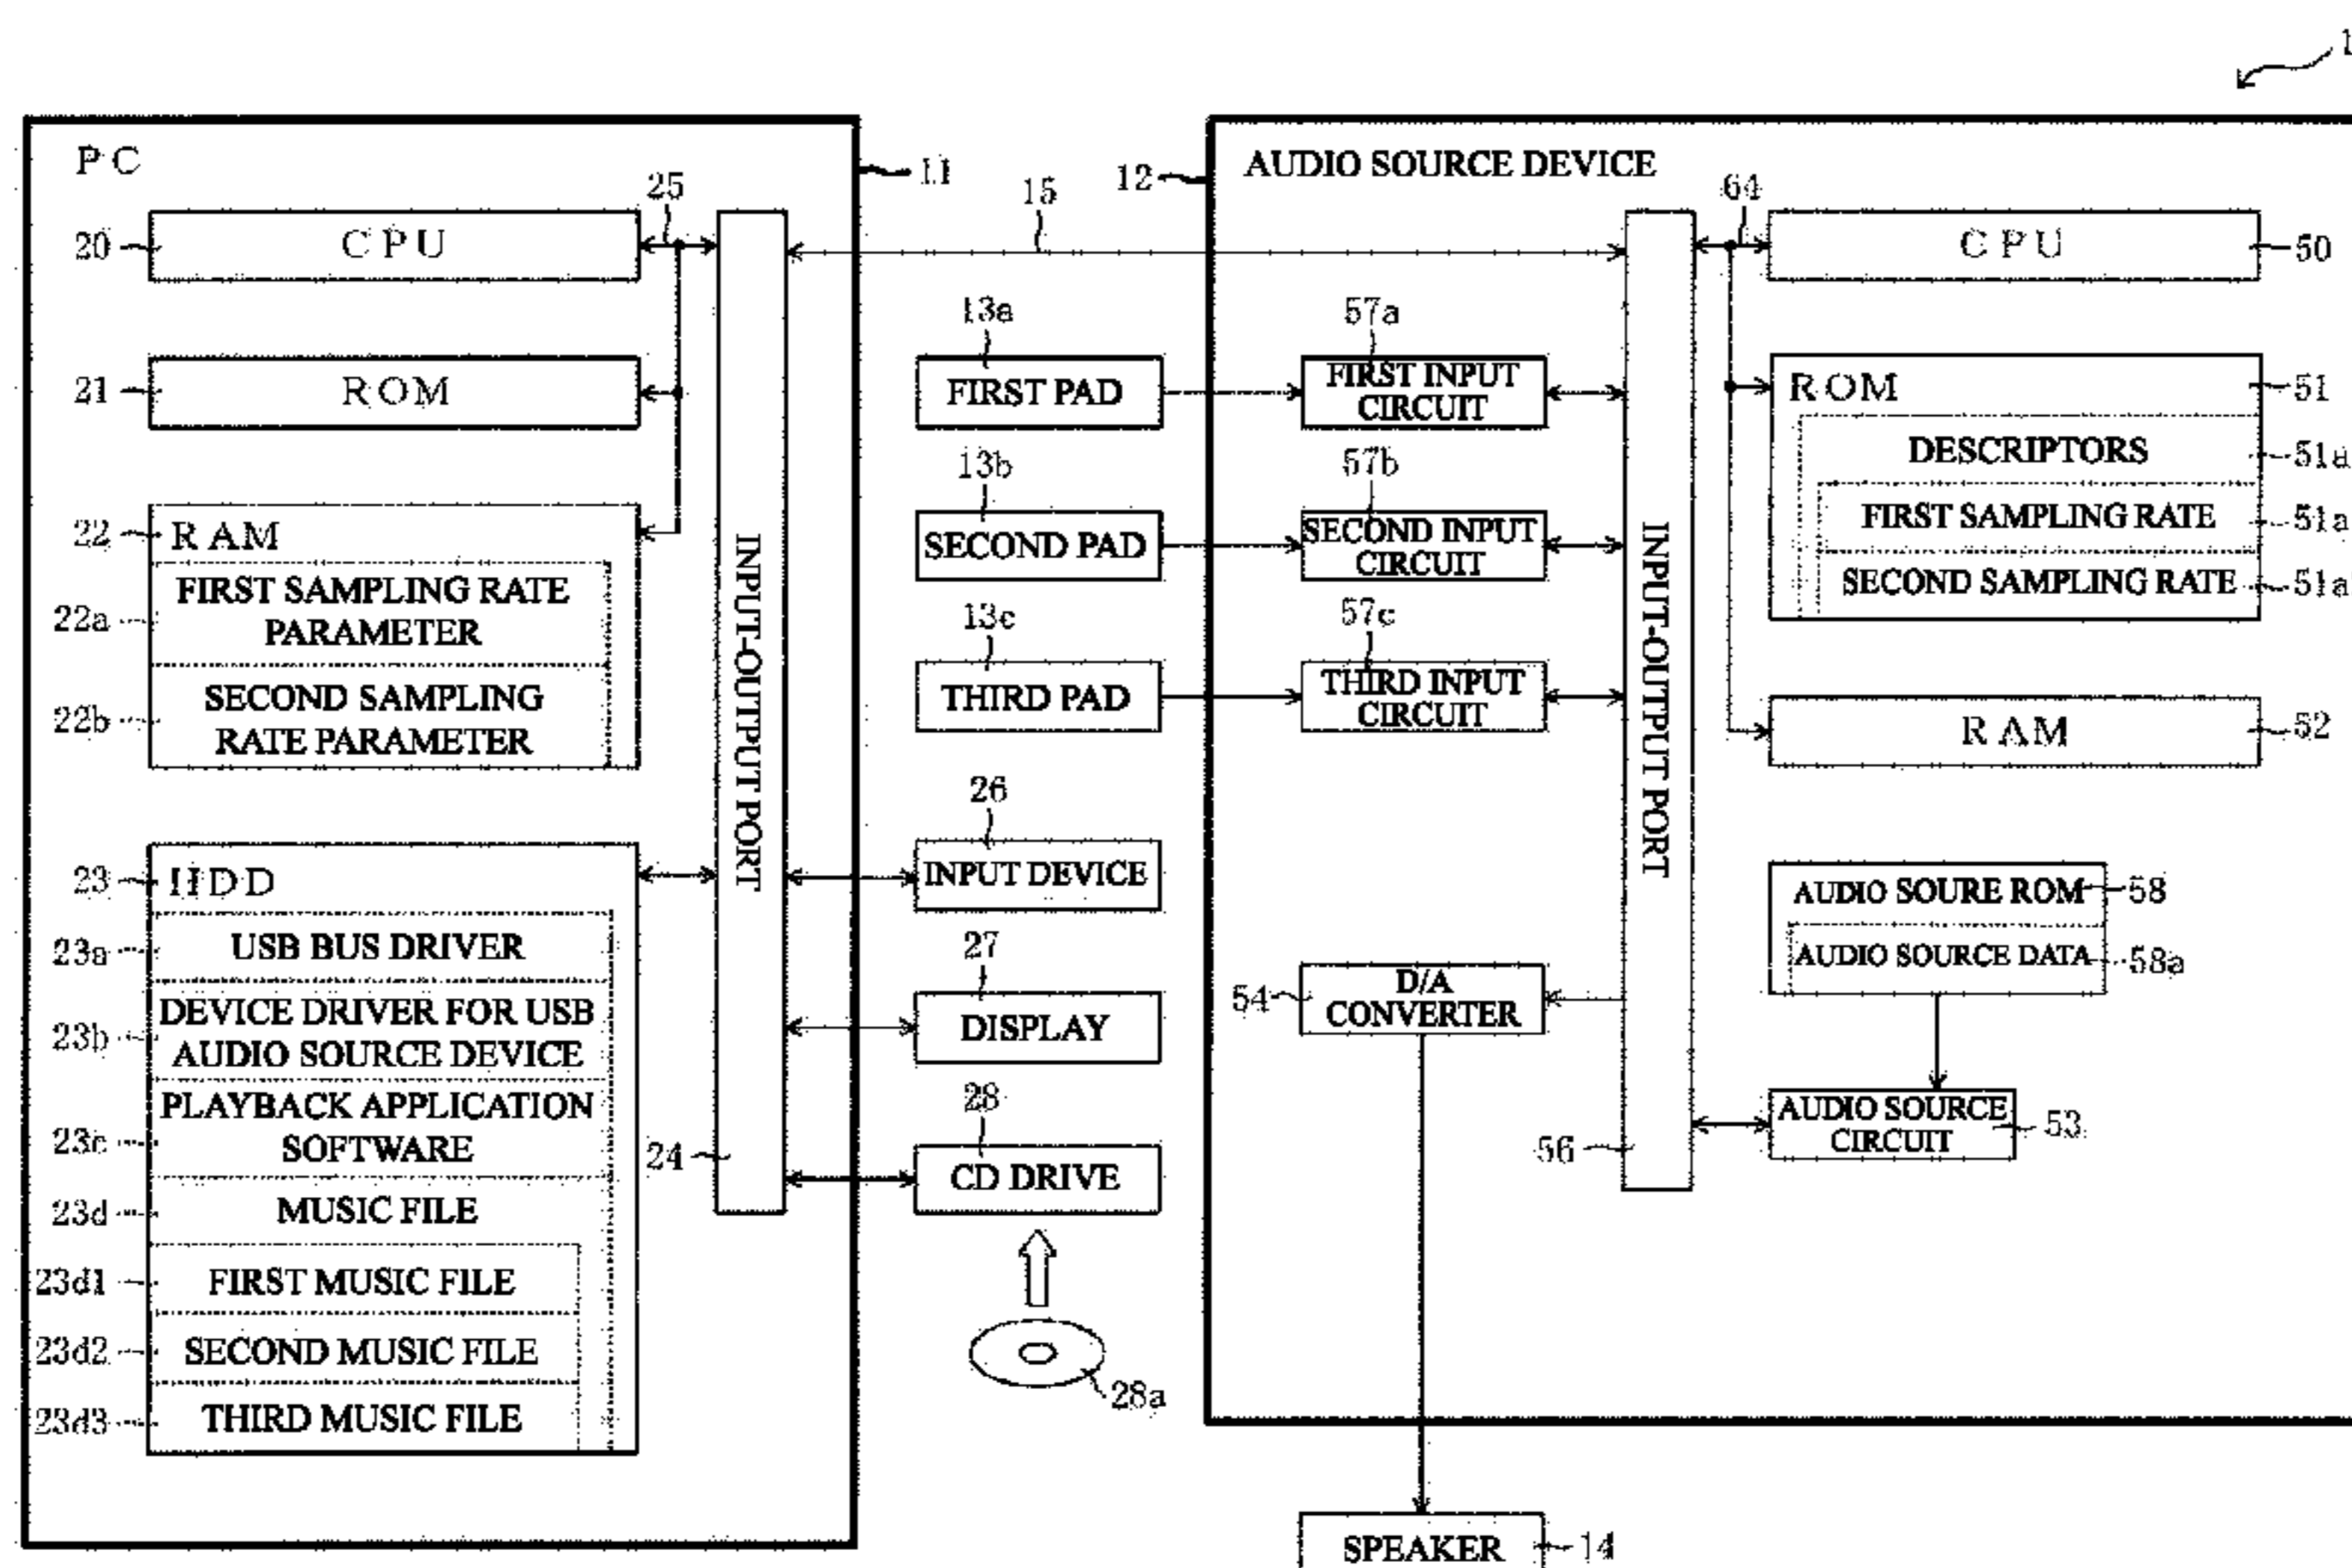 1
PC
11
25
20
CPU
21
ROM
22
RAM
22a
FIRST SAMPLING RATE
PARAMETER
22b
SECOND SAMPLING
RATE PARAMETER
23
HDD
23a
USB BUS DRIVER
23b
DEVICE DRIVER FOR USB
AUDIO SOURCE DEVICE
23c
PLAYBACK APPLICATION
SOFTWARE
23d
MUSIC FILE
23d1
FIRST MUSIC FILE
23d2
SECOND MUSIC FILE
23d3
THIRD MUSIC FILE
INPUT-OUTPUT PORT
24
15
13a
FIRST PAD
13b
SECOND PAD
13c
THIRD PAD
26
INPUT DEVICE
27
DISPLAY
28
CD DRIVE
28a
12
AUDIO SOURCE DEVICE
57a
FIRST INPUT
CIRCUIT
57b
SECOND INPUT
CIRCUIT
57c
THIRD INPUT
CIRCUIT
54
D/A
CONVERTER
INPUT-OUTPUT PORT
56
64
CPU
50
ROM
51
DESCRIPTORS
51a
FIRST SAMPLING RATE
51a
SECOND SAMPLING RATE
51a
RAM
52
AUDIO SOURE ROM
58
AUDIO SOURCE DATA
58a
AUDIO SOURCE
CIRCUIT
53
SPEAKER
14